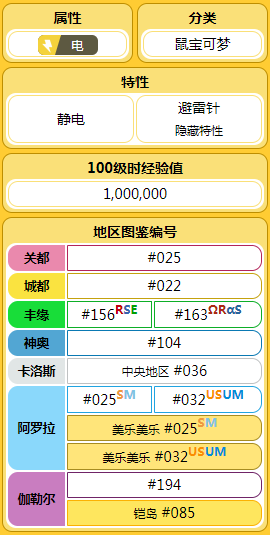 属性 分类
电 鼠宝可梦
特性
静电 避雷针
隐藏特性
100级时经验值
1,000,000
地区图鉴编号
关都 #025
城都 #022
丰缘 #156RSE #163ΩRαS
神奥 #104
卡洛斯 中央地区 #036
阿罗拉 #025SM #032USUM
美乐美乐 #025SM
美乐美乐 #032USUM
伽勒尔 #194
铠岛 #085